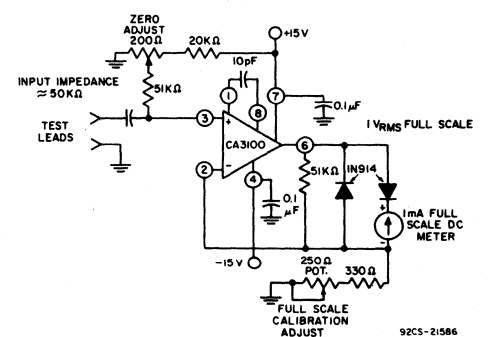 ZERO
ADJUST
200Ω
20KΩ
+15V
10pF
INPUT IMPEDANCE
≈50KΩ
51KΩ
1
8
7
0.1µF
TEST
LEADS
3
+
CA3100
1 VRMS FULL SCALE
6
2
−
4
51KΩ
1N914
0.1
µF
+
1mA FULL
SCALE DC
METER
−
−15V
250Ω
POT.
330Ω
FULL SCALE
CALIBRATION
ADJUST
92CS-21586